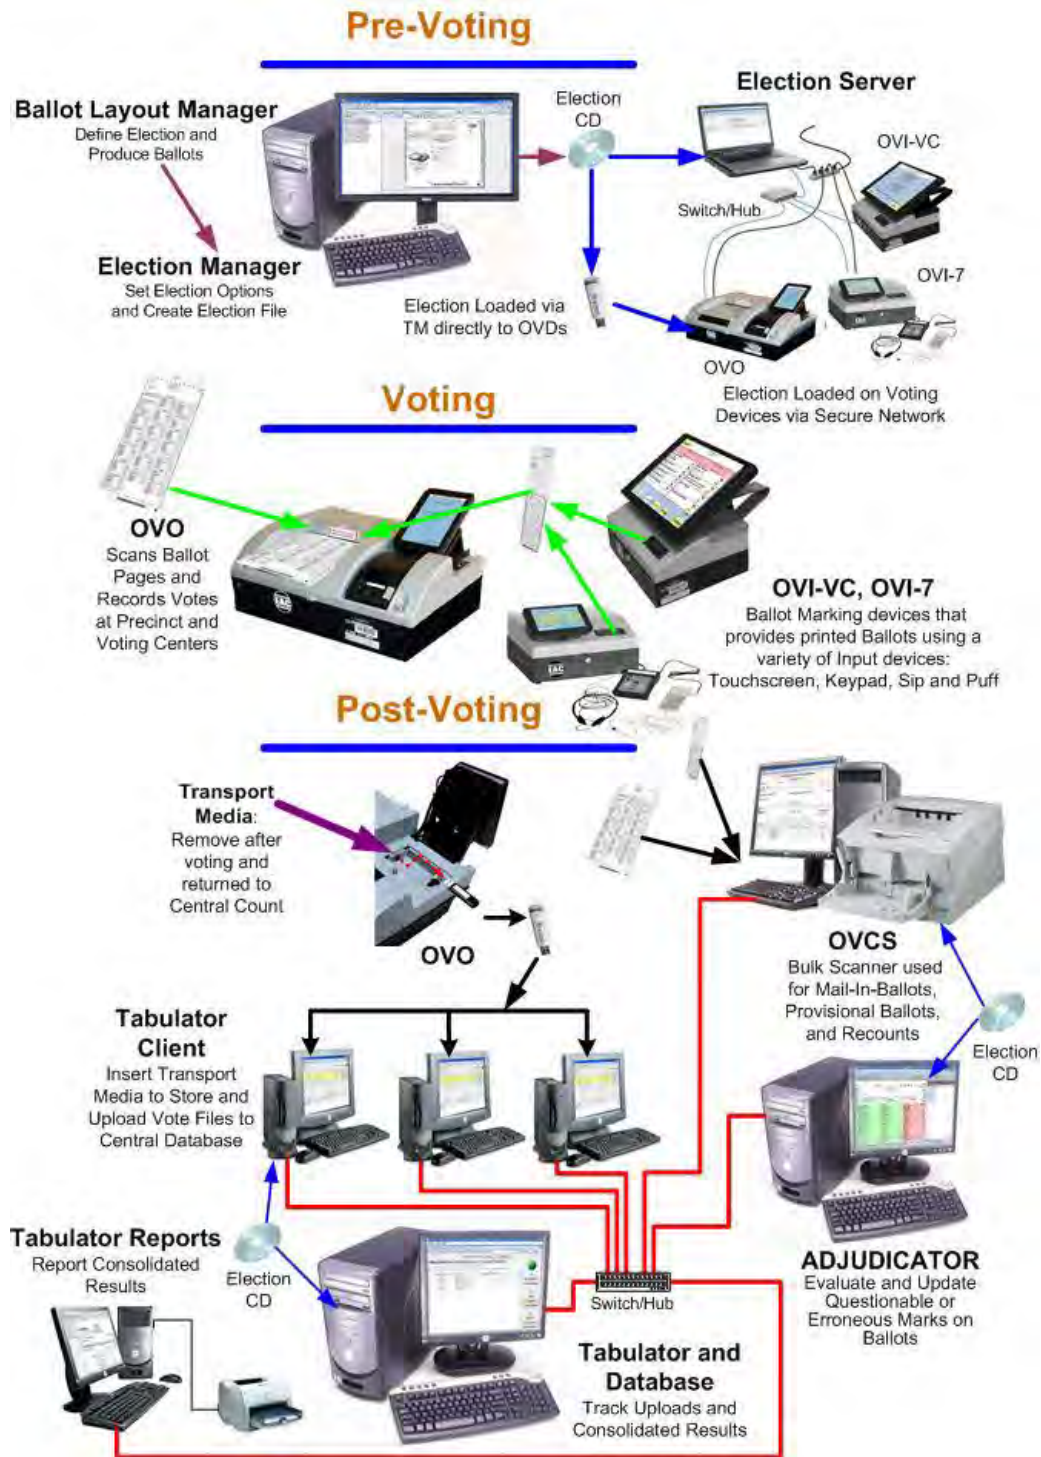 Pre-Voting
Ballot Layout Manager
Define Election and
Produce Ballots
Election Manager
Set Election Options
and Create Election File
Election
CD
Election Server
OVI-VC
Switch/Hub
OVI-7
Election Loaded via
TM directly to OVDs
OVO
Election Loaded on Voting
Devices via Secure Network
Voting
OVO
Scans Ballot
Pages and
Records Votes
at Precinct and
Voting Centers
EAC
EAC
OVI-VC, OVI-7
Ballot Marking devices that
provides printed Ballots using a
variety of Input devices:
Touchscreen, Keypad, Sip and Puff
Post-Voting
Transport
Media:
Remove after
voting and
returned to
Central Count
OVO
OVCS
Bulk Scanner used
for Mail-In-Ballots,
Provisional Ballots,
and Recounts
Election
CD
Tabulator
Client
Insert Transport
Media to Store and
Upload Vote Files to
Central Database
Tabulator Reports
Report Consolidated
Results
Election
CD
Switch/Hub
ADJUDICATOR
Evaluate and Update
Questionable or
Erroneous Marks on
Ballots
Tabulator and
Database
Track Uploads and
Consolidated Results